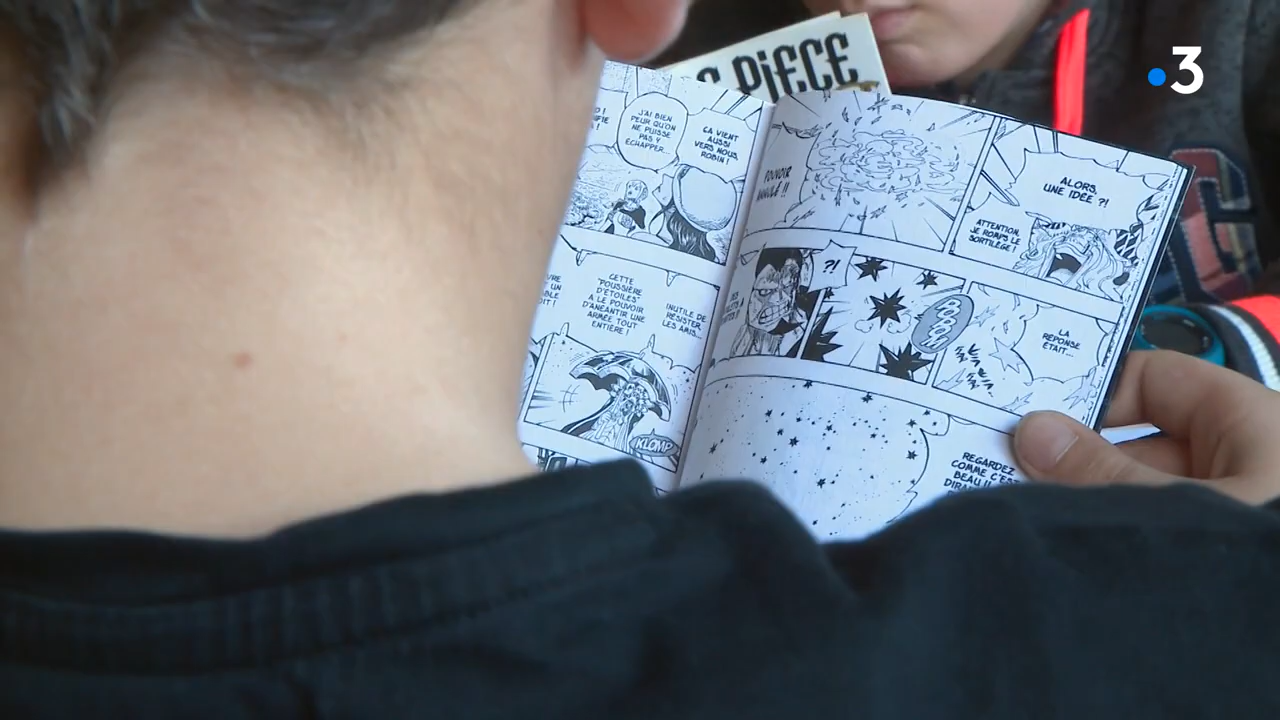 PIECE
3
J'AI BIEN
PEUR QU'ON
NE PUISSE
PAS Y
ÉCHAPPER...
ÇA VIENT
AUSSI
VERS NOUS,
ROBIN !
CETTE
"POUSSIÈRE
D'ÉTOILES"
A LE POUVOIR
D'ANÉANTIR UNE
ARMÉE TOUT
ENTIÈRE !
INUTILE DE
RÉSISTER,
LES AMIS...
KLOMP
POUVOIR
ANNULÉ !!
ALORS,
UNE IDÉE ?!
ATTENTION,
JE ROMPS LE
SORTILÈGE !
?!
LA
RÉPONSE
ÉTAIT...
REGARDEZ
COMME C'EST
BEAU !!